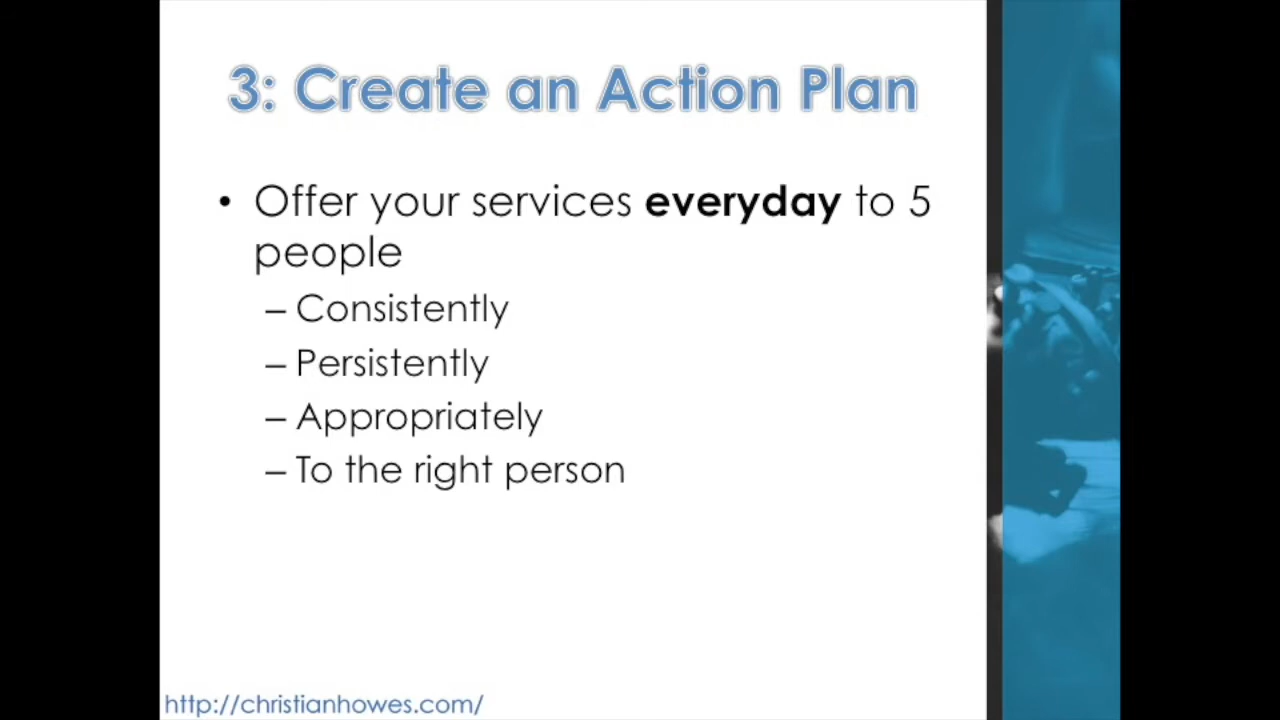 3: Create an Action Plan
• Offer your services everyday to 5
people
– Consistently
– Persistently
– Appropriately
– To the right person
http://christianhowes.com/